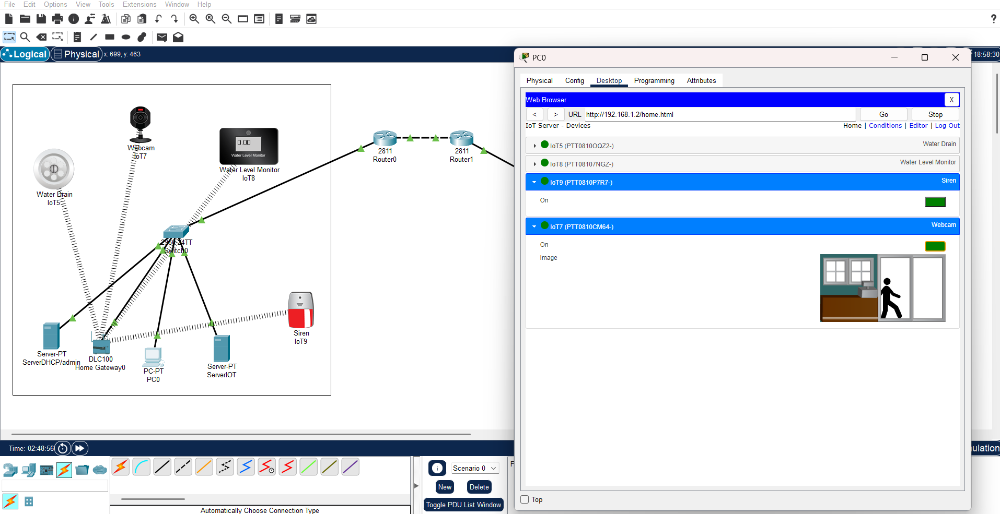 File Edit Options View Tools Extensions Window Help
?
Logical Physical x: 699, y: 463
18:58:30
Webcam
IoT7
0.00
Water Level Monitor
Water Level Monitor
IoT8
Water Drain
IoT5
2811
Router0
2811
Router1
2960-24TT
Switch0
Siren
IoT9
Server-PT
ServerDHCP/admin
DLC100
Home Gateway0
PC-PT
PC0
Server-PT
ServerIOT
PC0
Physical Config Desktop Programming Attributes
Web Browser X
< > URL http://192.168.1.2/home.html Go Stop
IoT Server - Devices Home | Conditions | Editor | Log Out
IoT5 (PTT0810OQZ2-) Water Drain
IoT8 (PTT08107NGZ-) Water Level Monitor
IoT9 (PTT0810P7R7-) Siren
On
IoT7 (PTT0810CM64-) Webcam
On
Image
Top
Time: 02:48:56
ulation
Scenario 0
New Delete
Toggle PDU List Window
F
Automatically Choose Connection Type